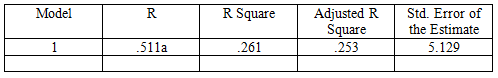 Model R R Square Adjusted R Std. Error of
Square the Estimate
1 .511a .261 .253 5.129